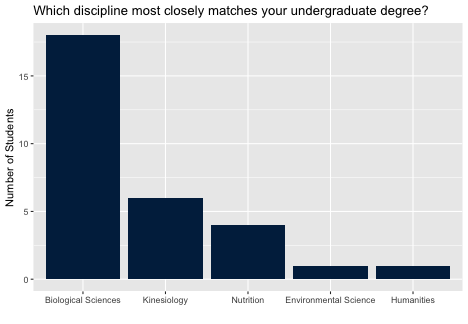 Which discipline most closely matches your undergraduate degree?
Number of Students
15
10
5
0
Biological Sciences Kinesiology Nutrition Environmental Science Humanities